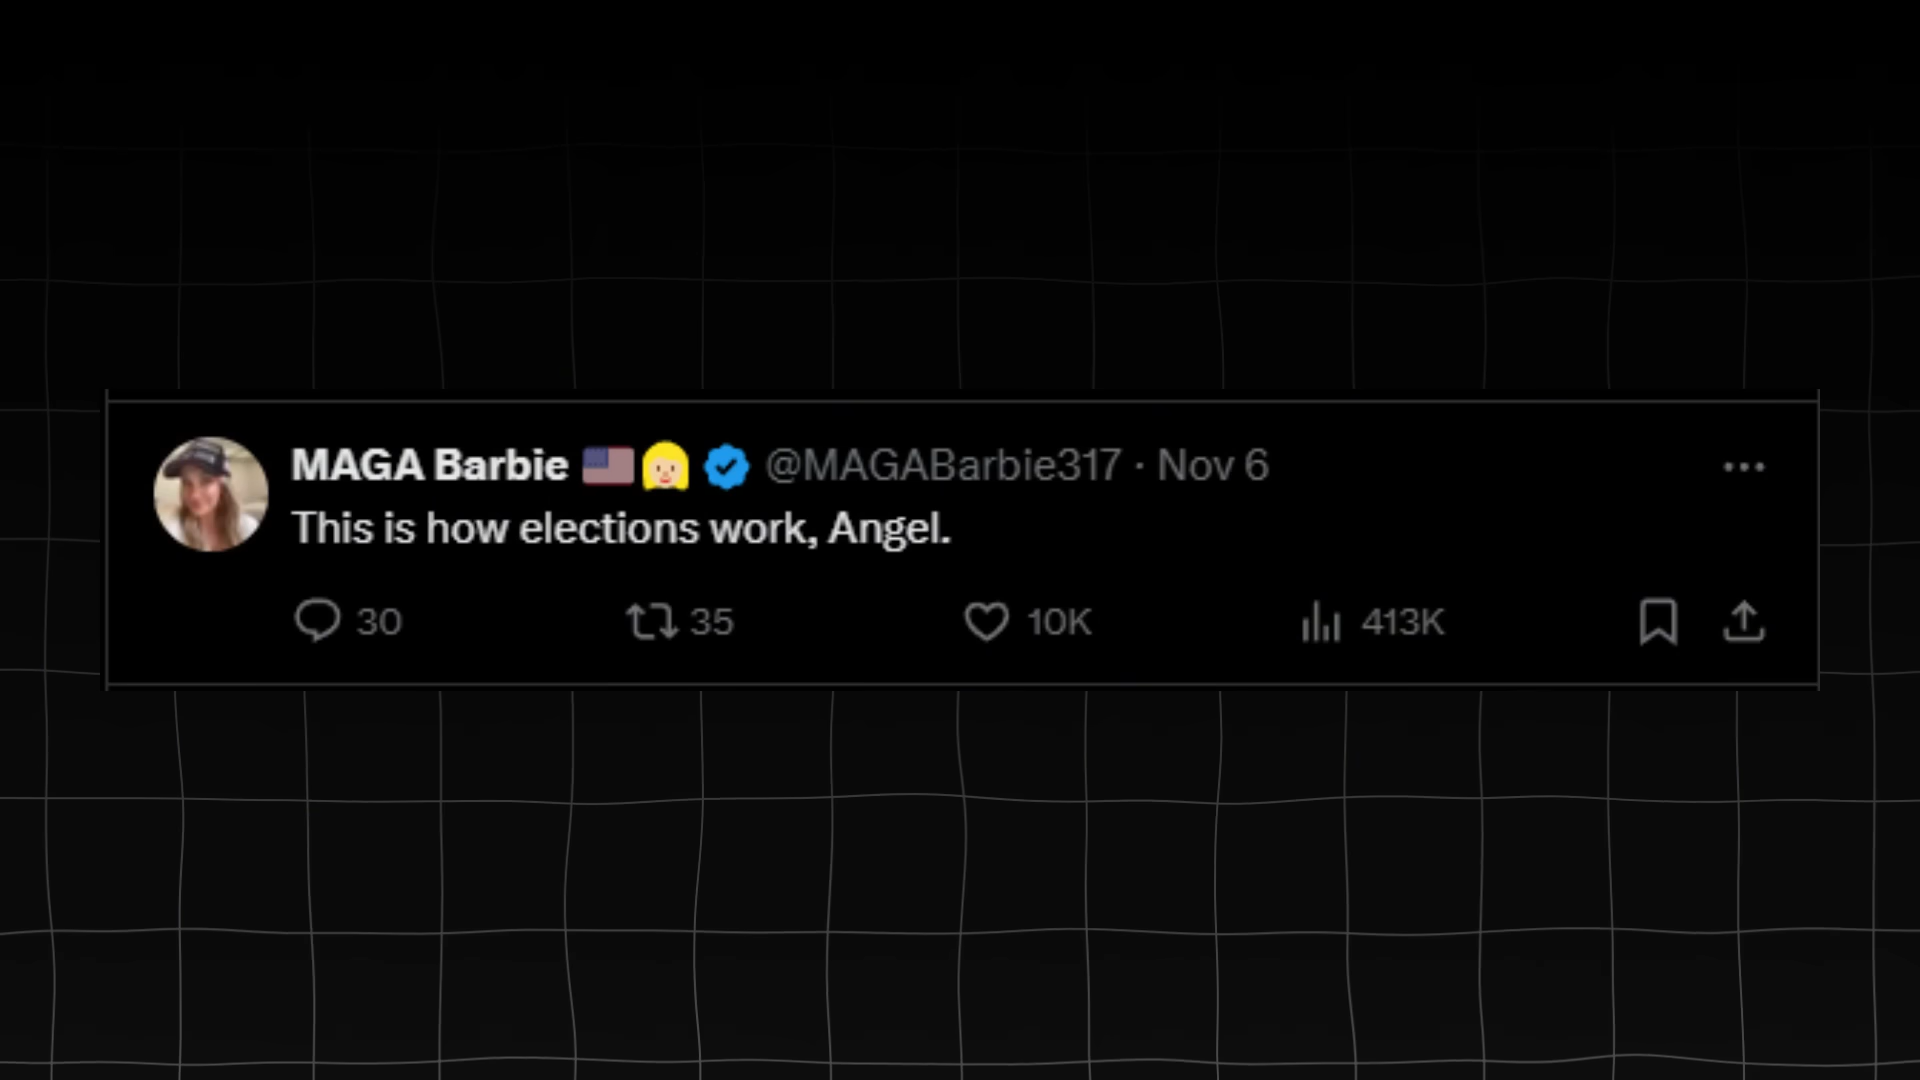 MAGA Barbie 🇺🇸👱🏼‍♀️ @MAGABarbie317 · Nov 6
This is how elections work, Angel.
30 35 10K 413K